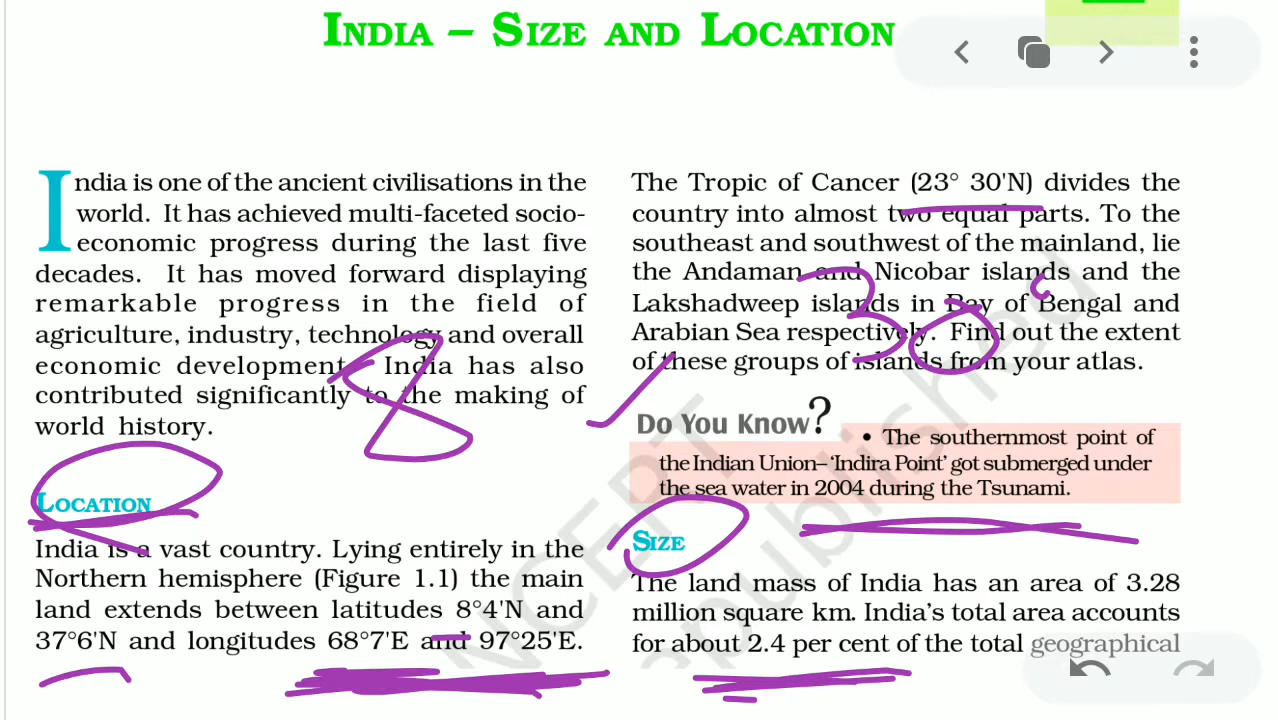 INDIA – SIZE AND LOCATION
India is one of the ancient civilisations in the
world. It has achieved multi-faceted socio-
economic progress during the last five
decades. It has moved forward displaying
remarkable progress in the field of
agriculture, industry, technology and overall
economic development. India has also
contributed significantly to the making of
world history.
8
LOCATION
India is a vast country. Lying entirely in the
Northern hemisphere (Figure 1.1) the main
land extends between latitudes 8°4'N and
37°6'N and longitudes 68°7'E and 97°25'E.
The Tropic of Cancer (23° 30'N) divides the
country into almost two equal parts. To the
southeast and southwest of the mainland, lie
the Andaman and Nicobar islands and the
Lakshadweep islands in Bay of Bengal and
Arabian Sea respectively. Find out the extent
of these groups of islands from your atlas.
30°
Do You Know?
• The southernmost point of
the Indian Union– 'Indira Point' got submerged under
the sea water in 2004 during the Tsunami.
SIZE
The land mass of India has an area of 3.28
million square km. India's total area accounts
for about 2.4 per cent of the total geographical
NCERT
republished